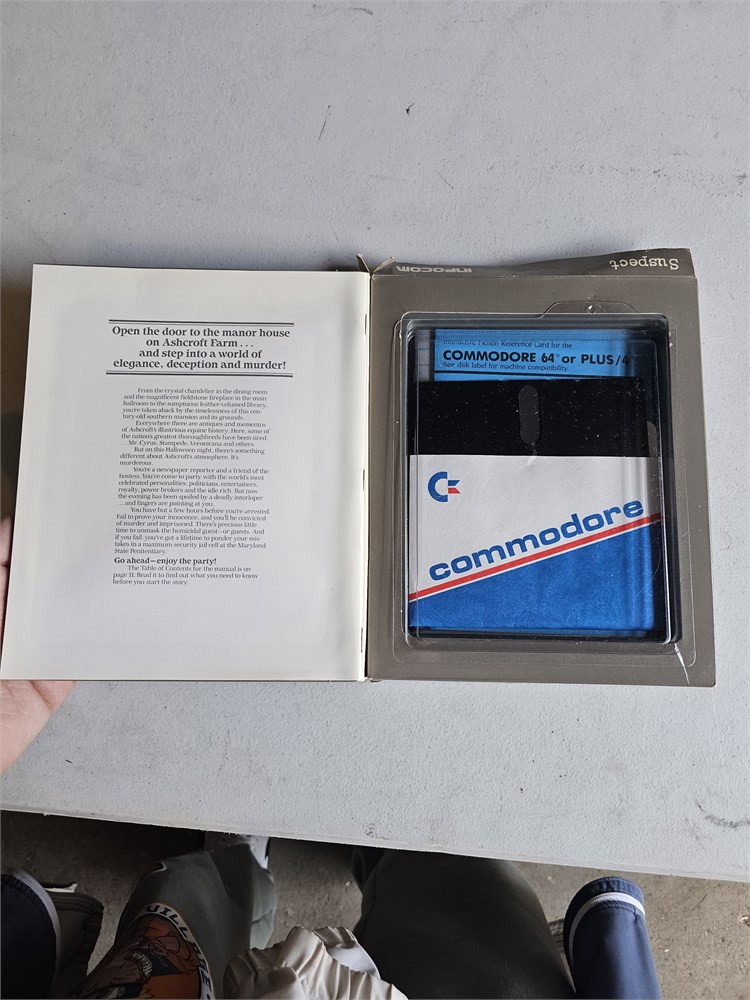 Open the door to the manor house
on Ashcroft Farm . . .
and step into a world of
elegance, deception and murder!
From the crystal chandelier in the dining room
and the magnificent fieldstone fireplace in the main
ballroom to the sumptuous leather-volumed library,
you're taken aback by the timelessness of this cen-
tury-old southern mansion and its grounds.
Everywhere there are antiques and mementos
of Ashcroft's illustrious equine history. Here, some of
the nation's greatest thoroughbreds have been sired
. . . Mr. Cyrus, Stampede, Veronicana and others.
But on this Halloween night, there's something
different about Ashcroft's atmosphere. It's
murderous.
You're a newspaper reporter and a friend of the
hostess. You've come to party with the world's most
celebrated personalities: politicians, entertainers,
royalty, power brokers and the idle rich. But now
the evening has been spoiled by a deadly interloper
. . . and fingers are pointing at you.
You have but a few hours before you're arrested.
Fail to prove your innocence, and you'll be convicted
of murder and imprisoned. There's precious little
time to unmask the homicidal guest—or guests. And
if you fail, you've got a lifetime to ponder your mis-
takes in a maximum security jail cell at the Maryland
State Penitentiary.
Go ahead—enjoy the party!
The Table of Contents for the manual is on
page 11. Read it to find out what you need to know
before you start the story.
Suspect
INFOCOM
Interactive Fiction Reference Card for the
COMMODORE 64™ or PLUS/4
See disk label for machine compatibility.
commodore